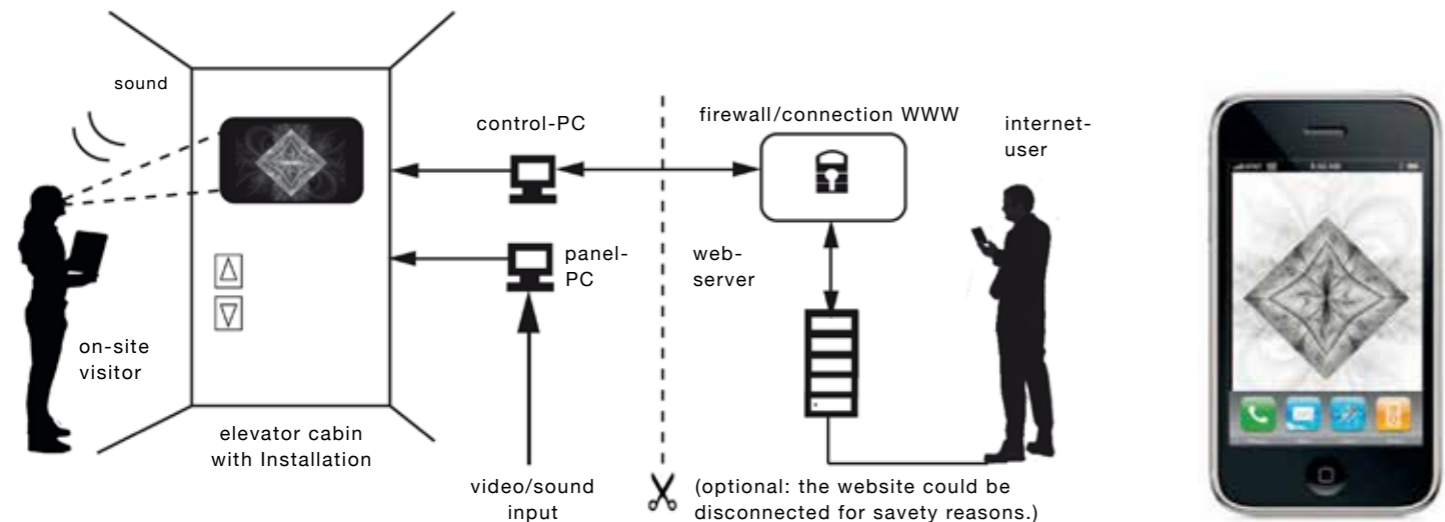 sound
control-PC
firewall/connection WWW
internet-
user
panel-
PC
web-
server
on-site
visitor
elevator cabin
with Installation
video/sound
input
(optional: the website could be
disconnected for savety reasons.)